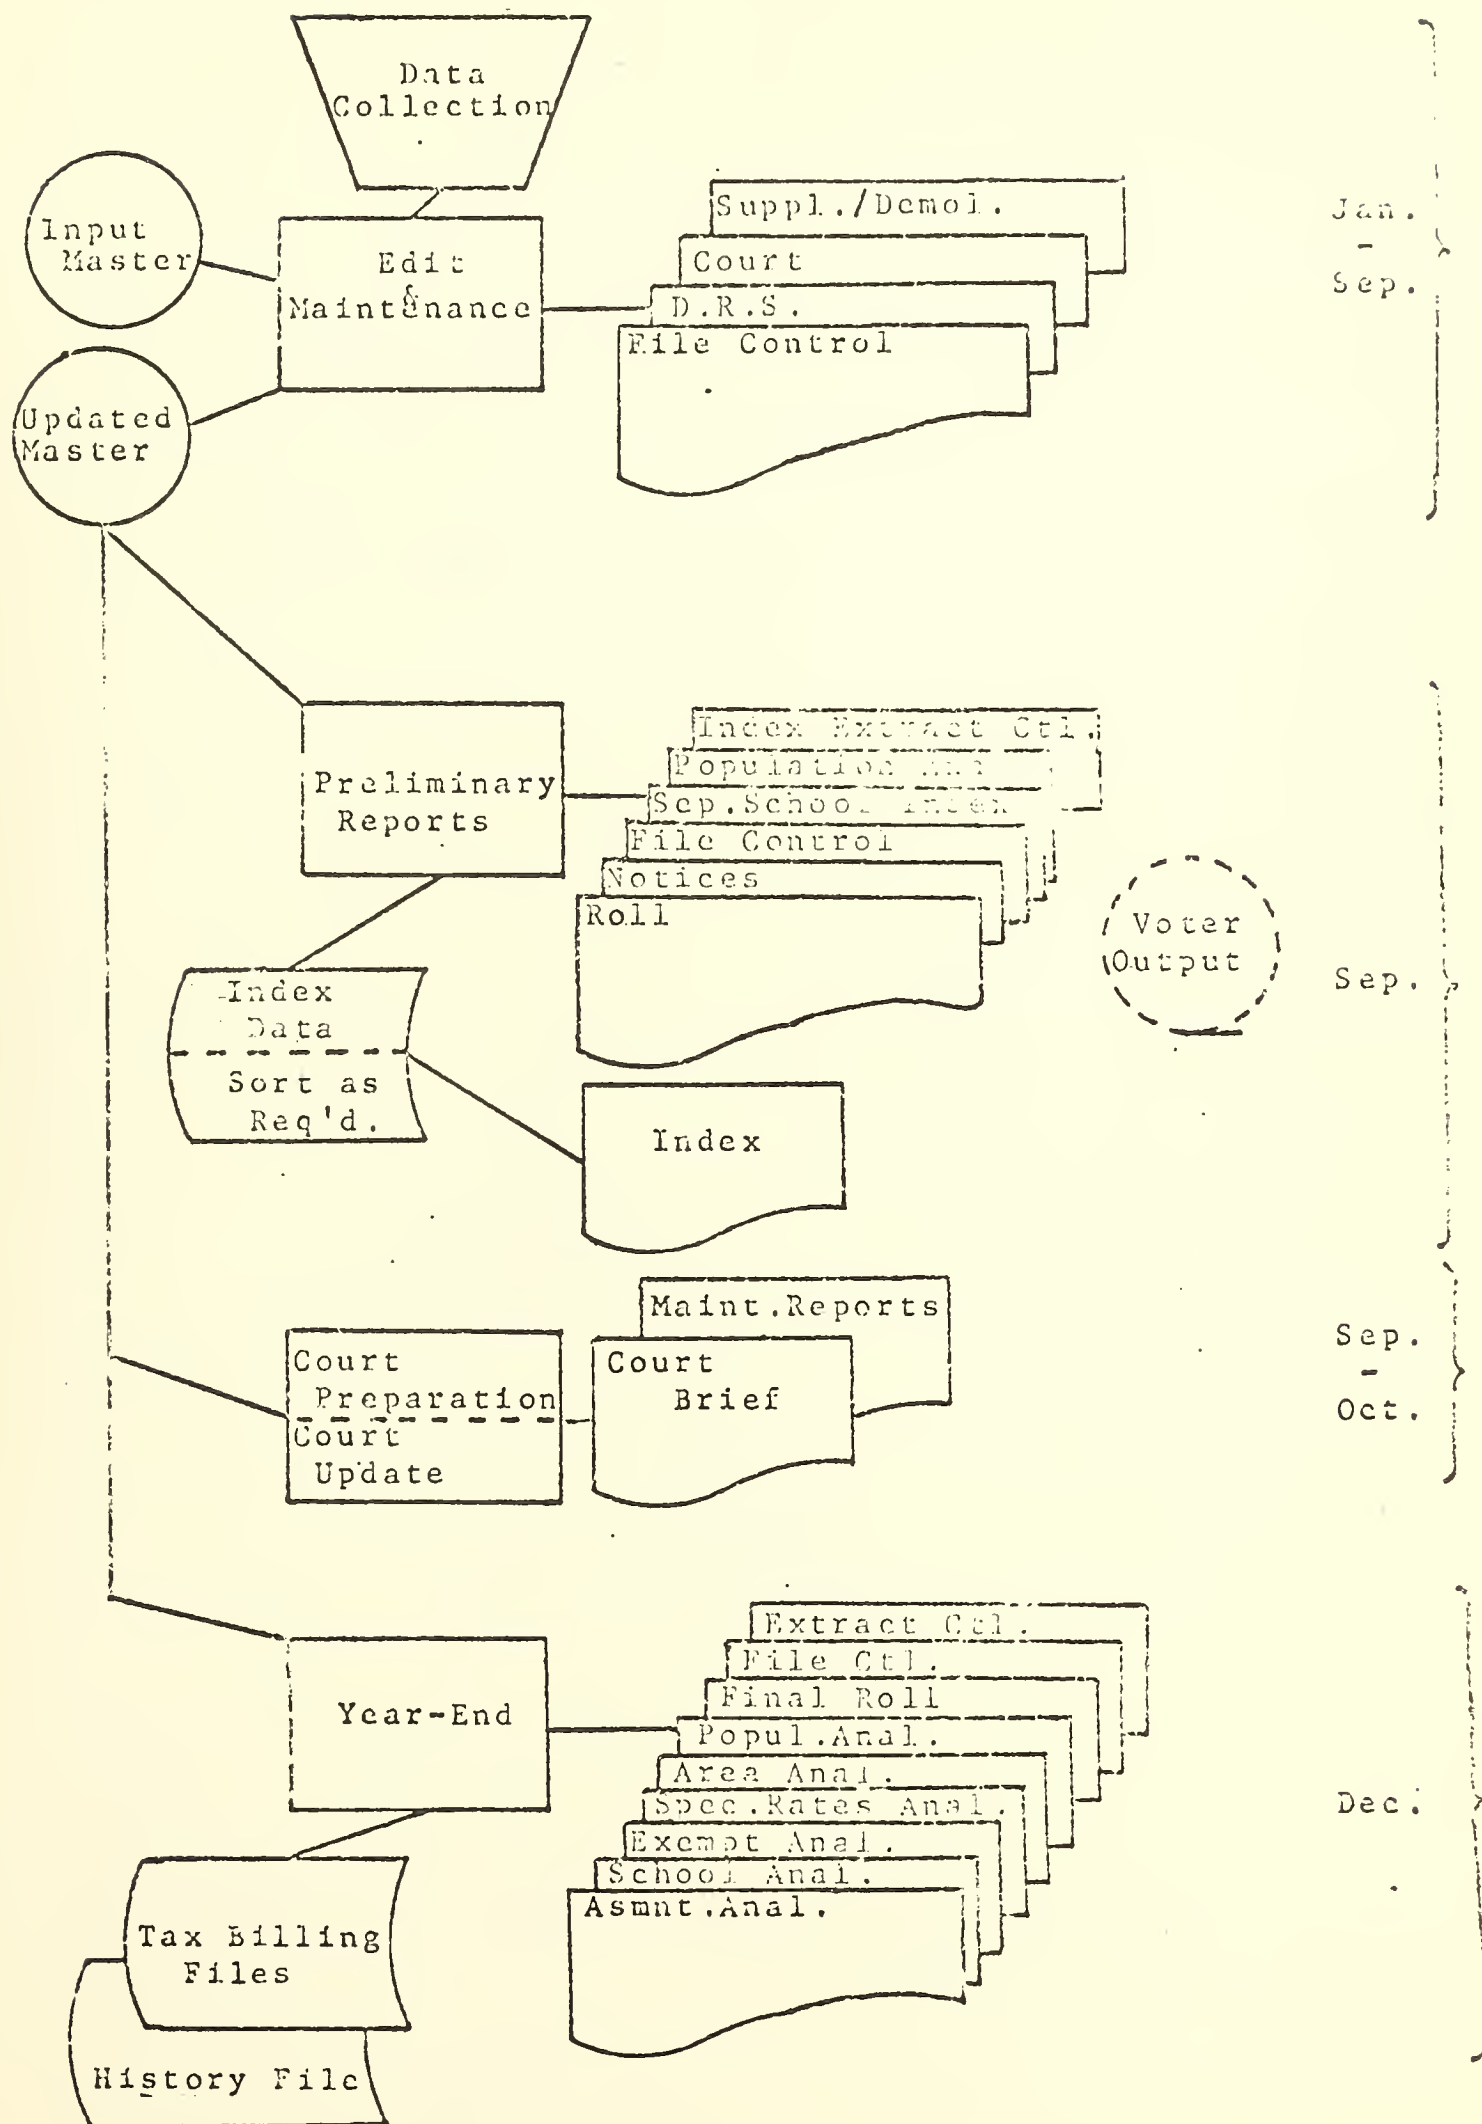 Data
Collection
Input
Master
Edit
&
Maintenance
Suppl./Demol.
Court
D.R.S.
File Control
Jan.
-
Sep.
Updated
Master
Preliminary
Reports
Index Extract Ctl.
Population
Sep.School Index
File Control
Notices
Roll
Voter
Output
Sep.
Index
Data
Sort as
Req'd.
Index
Court
Preparation
Court
Update
Maint.Reports
Court
Brief
Sep.
-
Oct.
Year-End
Extract Ctl.
File Ctl.
Final Roll
Popul.Anal.
Area Anal.
Spec.Rates Anal.
Exempt Anal.
School Anal.
Asmnt.Anal.
Dec.
Tax Billing
Files
History File